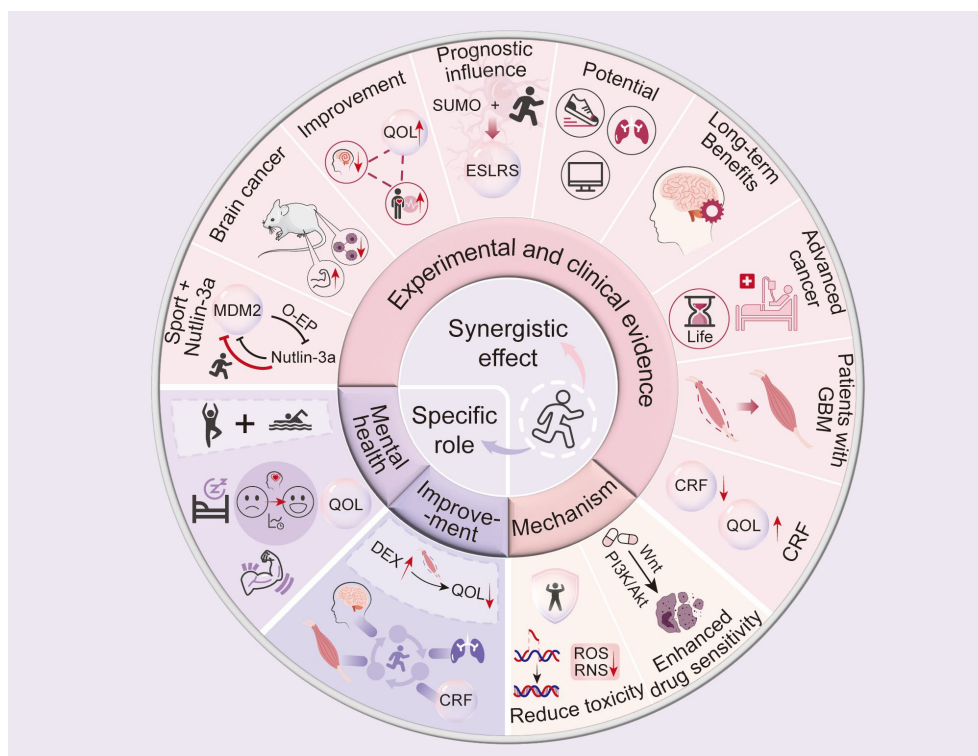 Synergistic
effect
Specific
role
Experimental and clinical evidence
Mechanism
Improve-
-ment
Mental
health
Sport +
Nutlin-3a
MDM2
O-EP
Nutlin-3a
Brain cancer
Improvement
QOL
Prognostic
influence
SUMO +
ESLRS
Potential
Long-term
Benefits
Advanced
cancer
Life
Patients with
GBM
CRF
QOL
CRF
Wnt
PI3K/Akt
Enhanced
drug sensitivity
ROS
RNS
Reduce toxicity
DEX
QOL
CRF
+
QOL
Z
Z